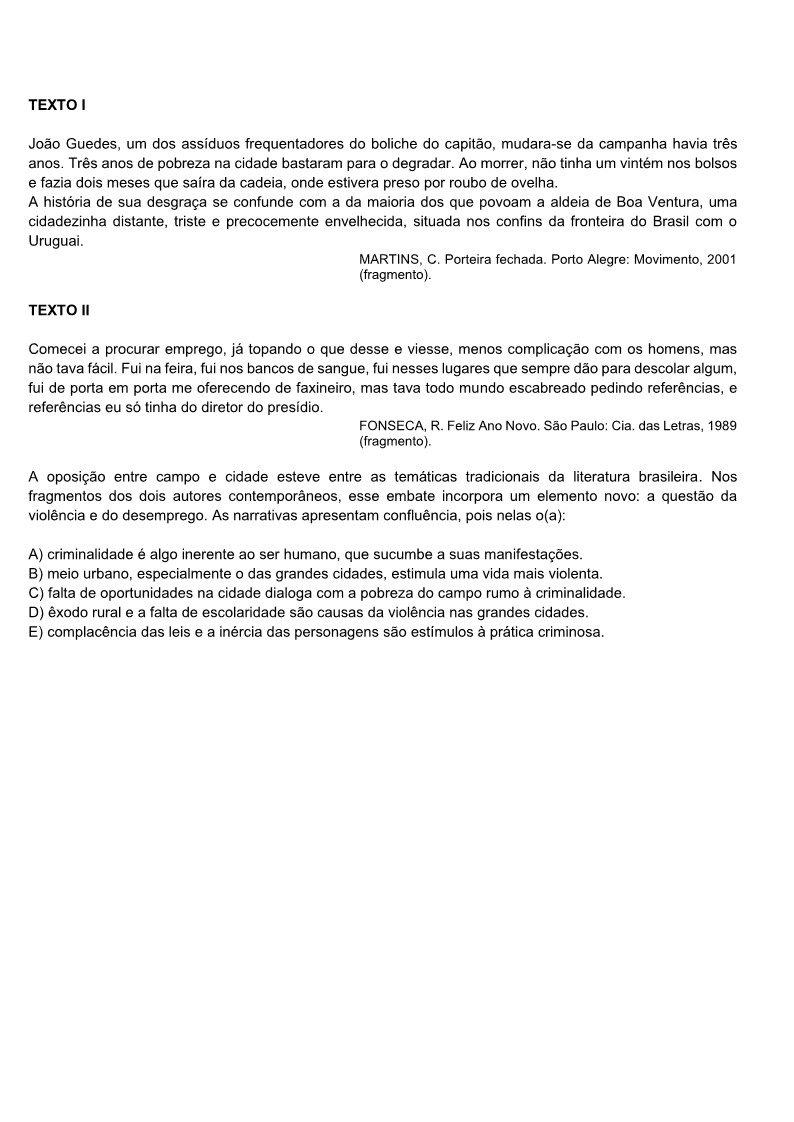 TEXTO I
João Guedes, um dos assíduos frequentadores do boliche do capitão, mudara-se da campanha havia três
anos. Três anos de pobreza na cidade bastaram para o degradar. Ao morrer, não tinha um vintém nos bolsos
e fazia dois meses que saíra da cadeia, onde estivera preso por roubo de ovelha.
A história de sua desgraça se confunde com a da maioria dos que povoam a aldeia de Boa Ventura, uma
cidadezinha distante, triste e precocemente envelhecida, situada nos confins da fronteira do Brasil com o
Uruguai.
MARTINS, C. Porteira fechada. Porto Alegre: Movimento, 2001
(fragmento).
TEXTO II
Comecei a procurar emprego, já topando o que desse e viesse, menos complicação com os homens, mas
não tava fácil. Fui na feira, fui nos bancos de sangue, fui nesses lugares que sempre dão para descolar algum,
fui de porta em porta me oferecendo de faxineiro, mas tava todo mundo escabreado pedindo referências, e
referências eu só tinha do diretor do presídio.
FONSECA, R. Feliz Ano Novo. São Paulo: Cia. das Letras, 1989
(fragmento).
A oposição entre campo e cidade esteve entre as temáticas tradicionais da literatura brasileira. Nos
fragmentos dos dois autores contemporâneos, esse embate incorpora um elemento novo: a questão da
violência e do desemprego. As narrativas apresentam confluência, pois nelas o(a):
A) criminalidade é algo inerente ao ser humano, que sucumbe a suas manifestações.
B) meio urbano, especialmente o das grandes cidades, estimula uma vida mais violenta.
C) falta de oportunidades na cidade dialoga com a pobreza do campo rumo à criminalidade.
D) êxodo rural e a falta de escolaridade são causas da violência nas grandes cidades.
E) complacência das leis e a inércia das personagens são estímulos à prática criminosa.